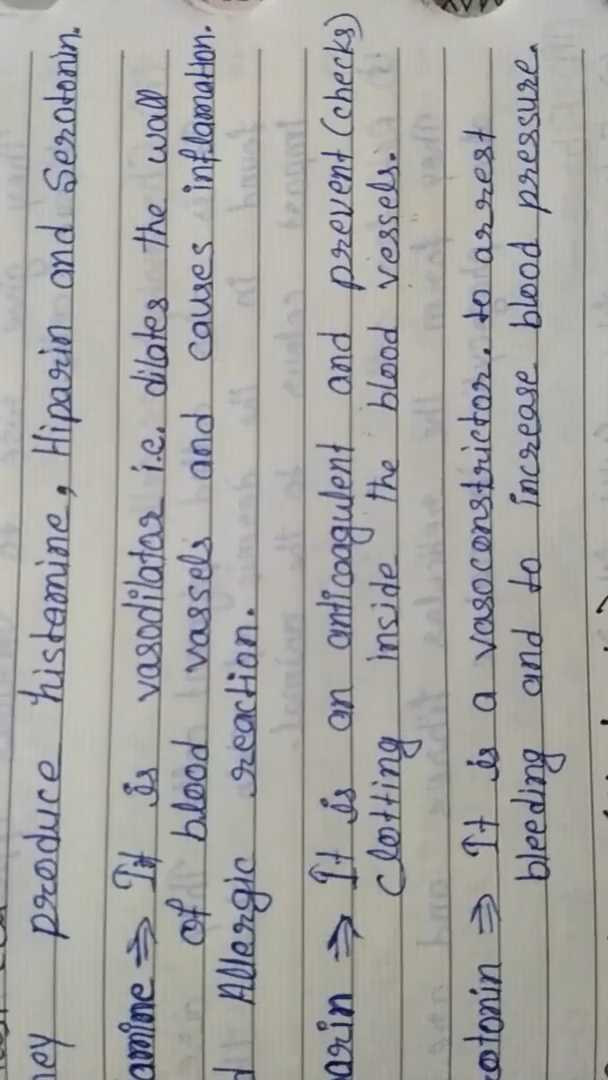 ey produce histamine, Hiparin and Serotonin.
amine ⇒ It is vasodilator i.e. dilates the wall
of blood vassels and causes inflamation.
Allergic reaction.
arin ⇒ It is an anticoagulent and prevent (checks)
Clotting inside the blood vessels.
otonin ⇒ It is a vasoconstrictor, to arrest
bleeding and to increase blood pressure.